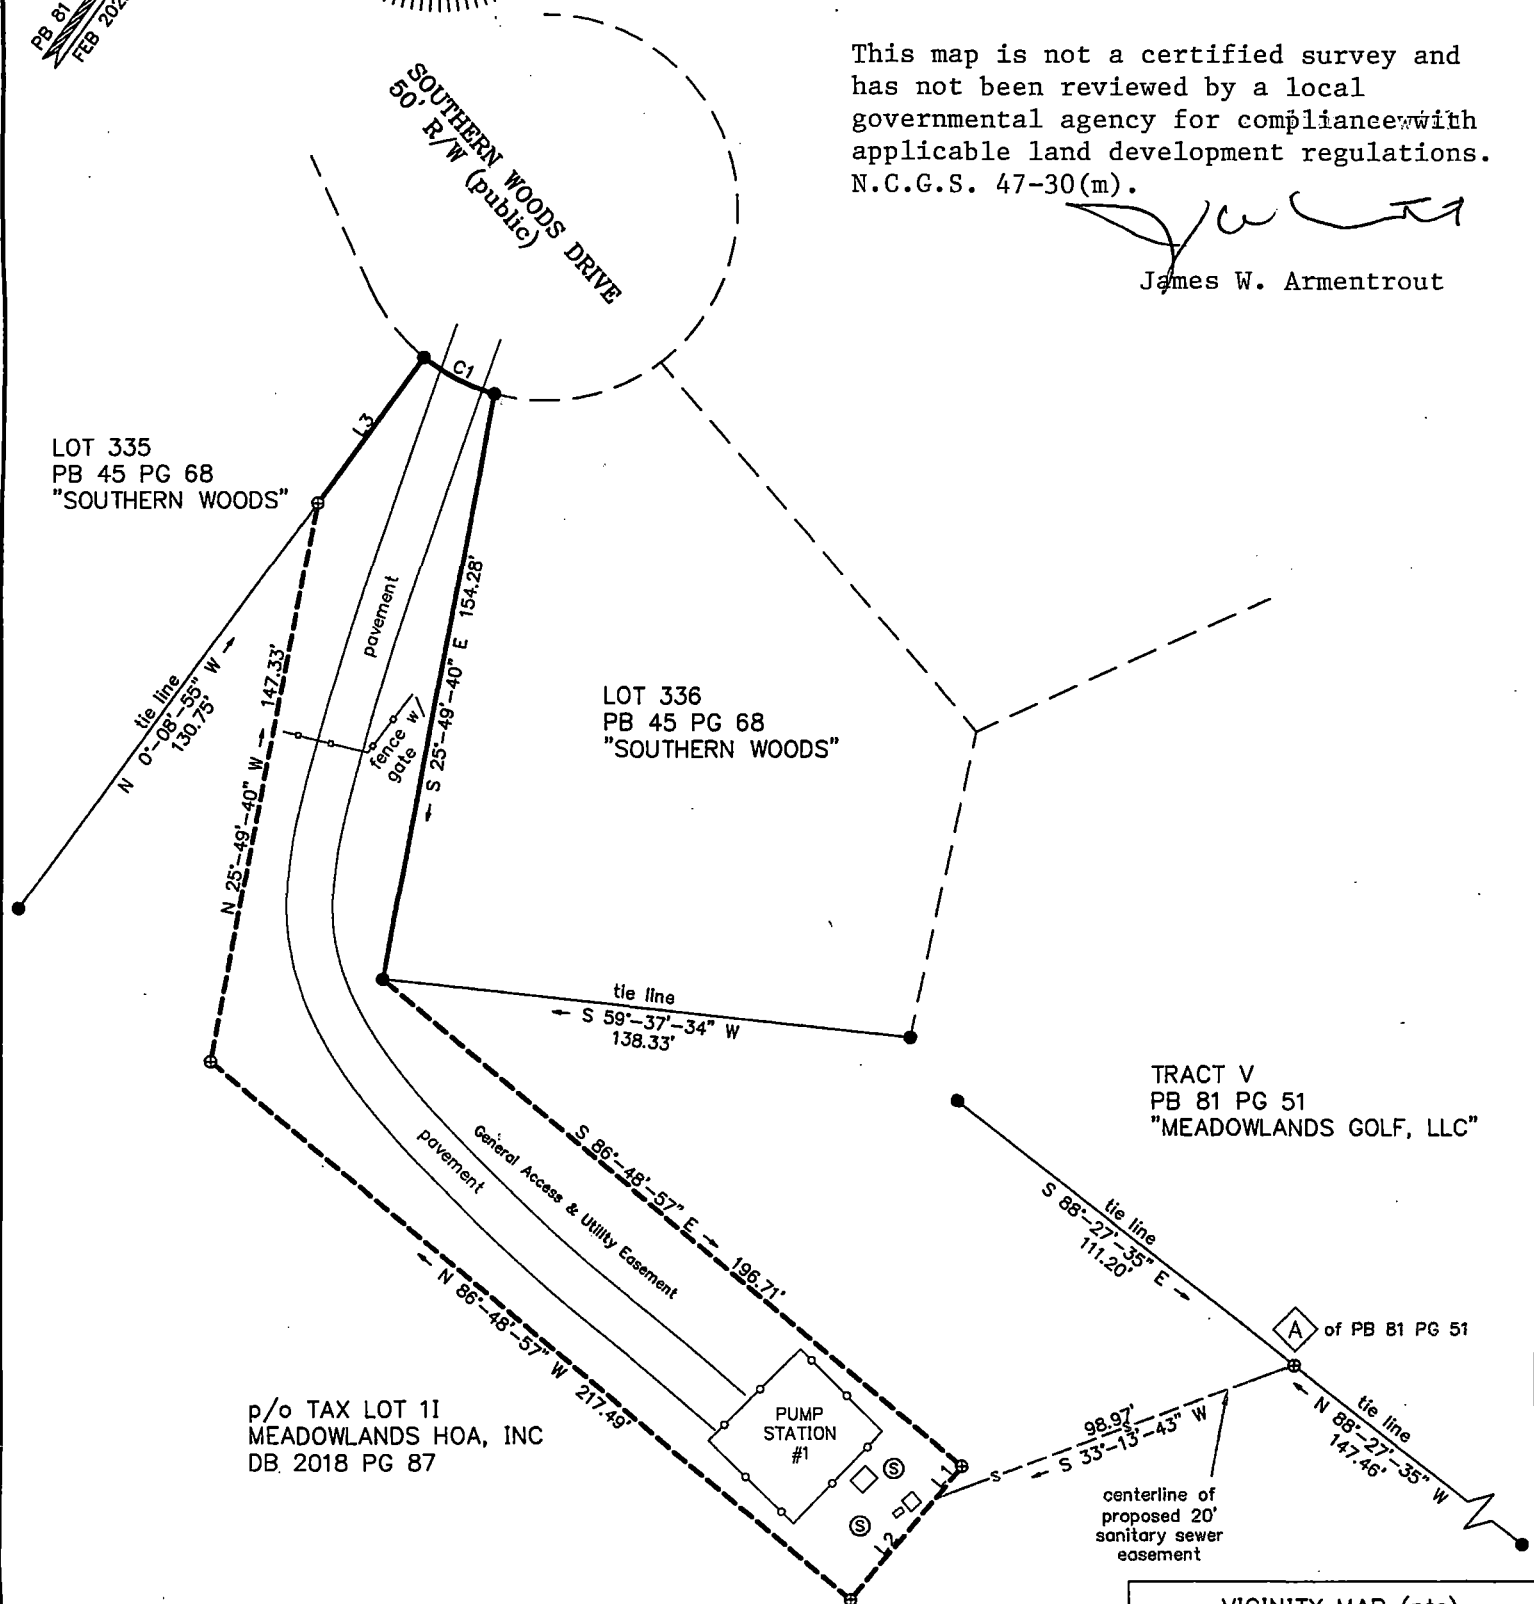 PB 81
FEB 202
This map is not a certified survey and
has not been reviewed by a local
governmental agency for compliance with
applicable land development regulations.
N.C.G.S. 47-30(m).
James W. Armentrout
SOUTHERN WOODS DRIVE
50' R/W (public)
C1
L3
LOT 335
PB 45 PG 68
"SOUTHERN WOODS"
pavement
S 25°-49'-40" E 154.28'
LOT 336
PB 45 PG 68
"SOUTHERN WOODS"
tie line
N 0°-08'-55" W
130.75'
N 25°-49'-40" W 147.33'
fence w/
gate
tie line
S 59°-37'-34" W
138.33'
TRACT V
PB 81 PG 51
"MEADOWLANDS GOLF, LLC"
pavement
General Access & Utility Easement
S 86°-48'-57" E 196.71'
tie line
S 88°-27'-35" E
111.20'
A of PB 81 PG 51
N 86°-48'-57" W 217.49'
p/o TAX LOT 1I
MEADOWLANDS HOA, INC
DB 2018 PG 87
PUMP
STATION
#1
S
S
L1
L2
98.97'
S 33°-13'-43" W
s
s
tie line
N 88°-27'-35" W
147.46'
centerline of
proposed 20'
sanitary sewer
easement
VICINITY MAP (nts)